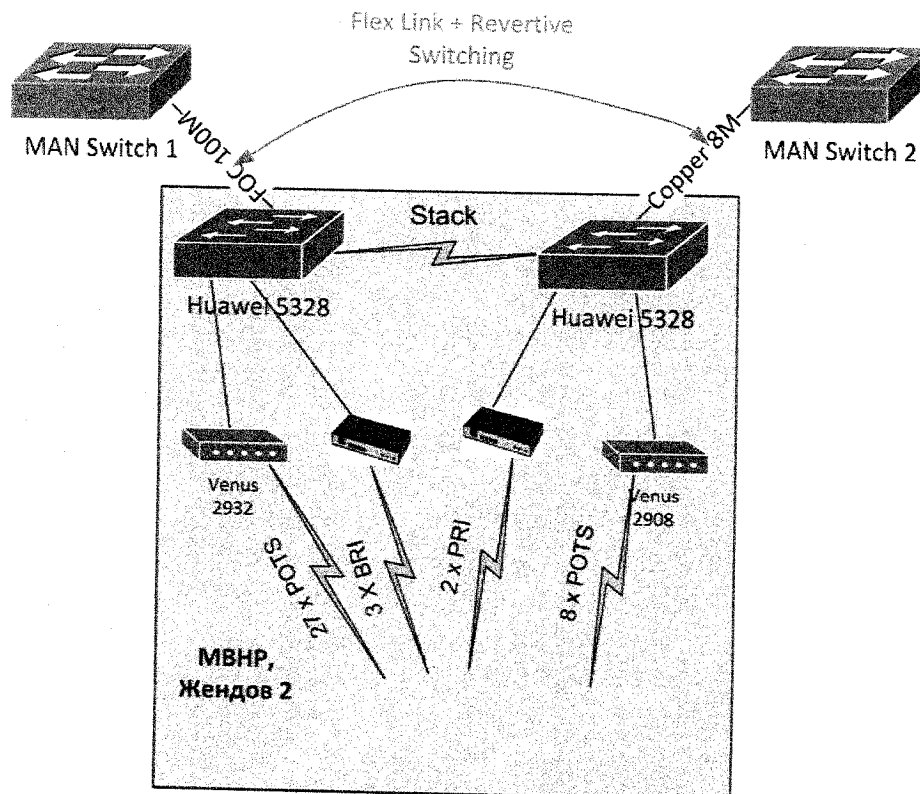 Flex Link + Revertive
Switching
MAN Switch 1
MAN Switch 2
FOC 100M
Copper 8M
Stack
Huawei 5328
Huawei 5328
Venus
2932
Venus
2908
27 x POTS
3 X BRI
2 x PRI
8 x POTS
МВнР,
Жендов 2